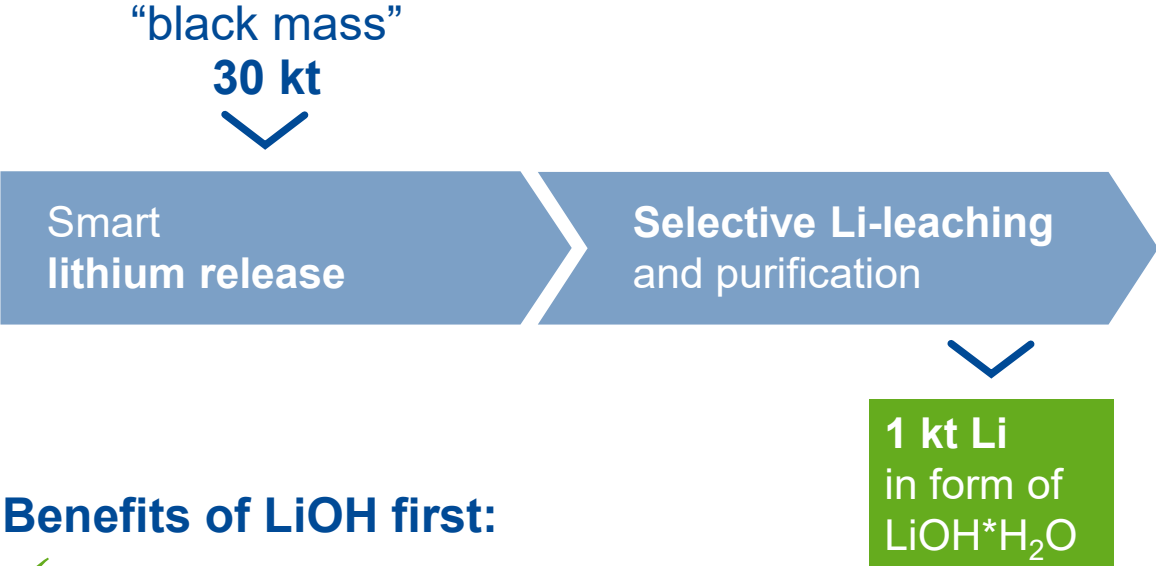 “black mass”
30 kt
Smart
lithium release
Selective Li-leaching
and purification
1 kt Li
in form of
LiOH*H₂O
Benefits of LiOH first: